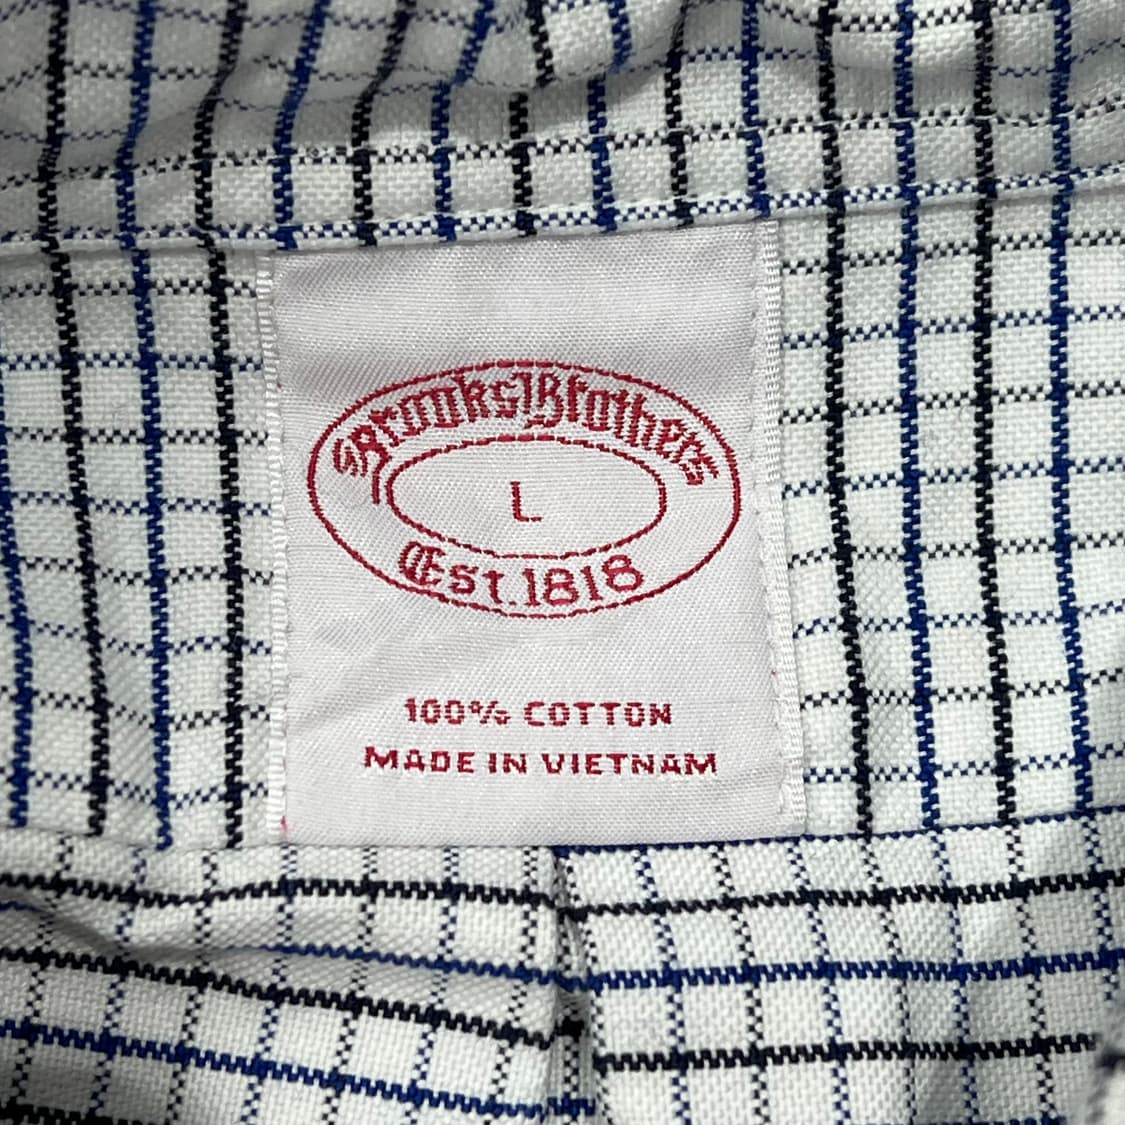 Brooks Brothers
L
Est. 1818
100% COTTON
MADE IN VIETNAM